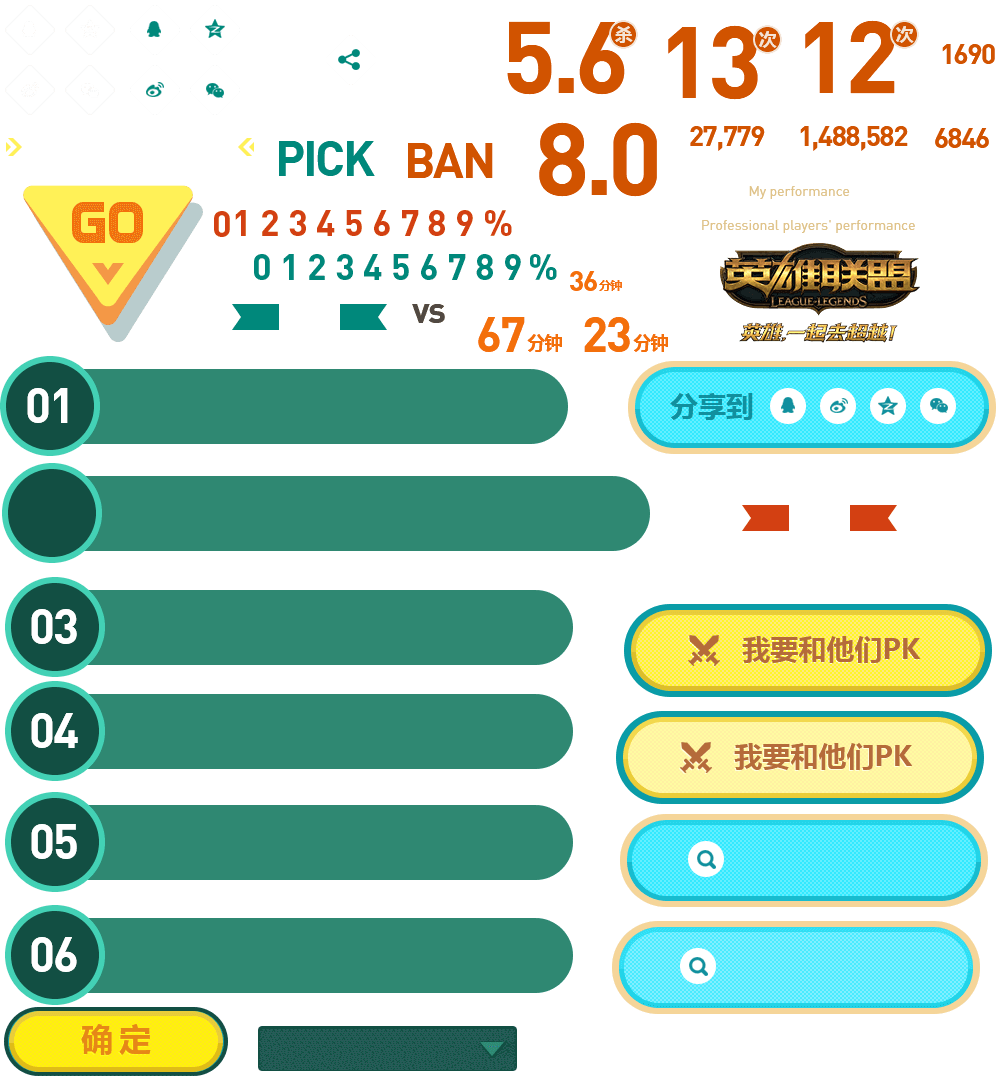 5.6杀 13次 12次 1690
27,779 1,488,582 6846
PICK BAN 8.0
My performance
GO
0 1 2 3 4 5 6 7 8 9 %
Professional players' performance
0 1 2 3 4 5 6 7 8 9 %
36分钟
英雄联盟
LEAGUE OF LEGENDS
VS
67分钟 23分钟
英雄,一起去超越!
01
分享到
03
我要和他们PK
04
我要和他们PK
05
06
确定